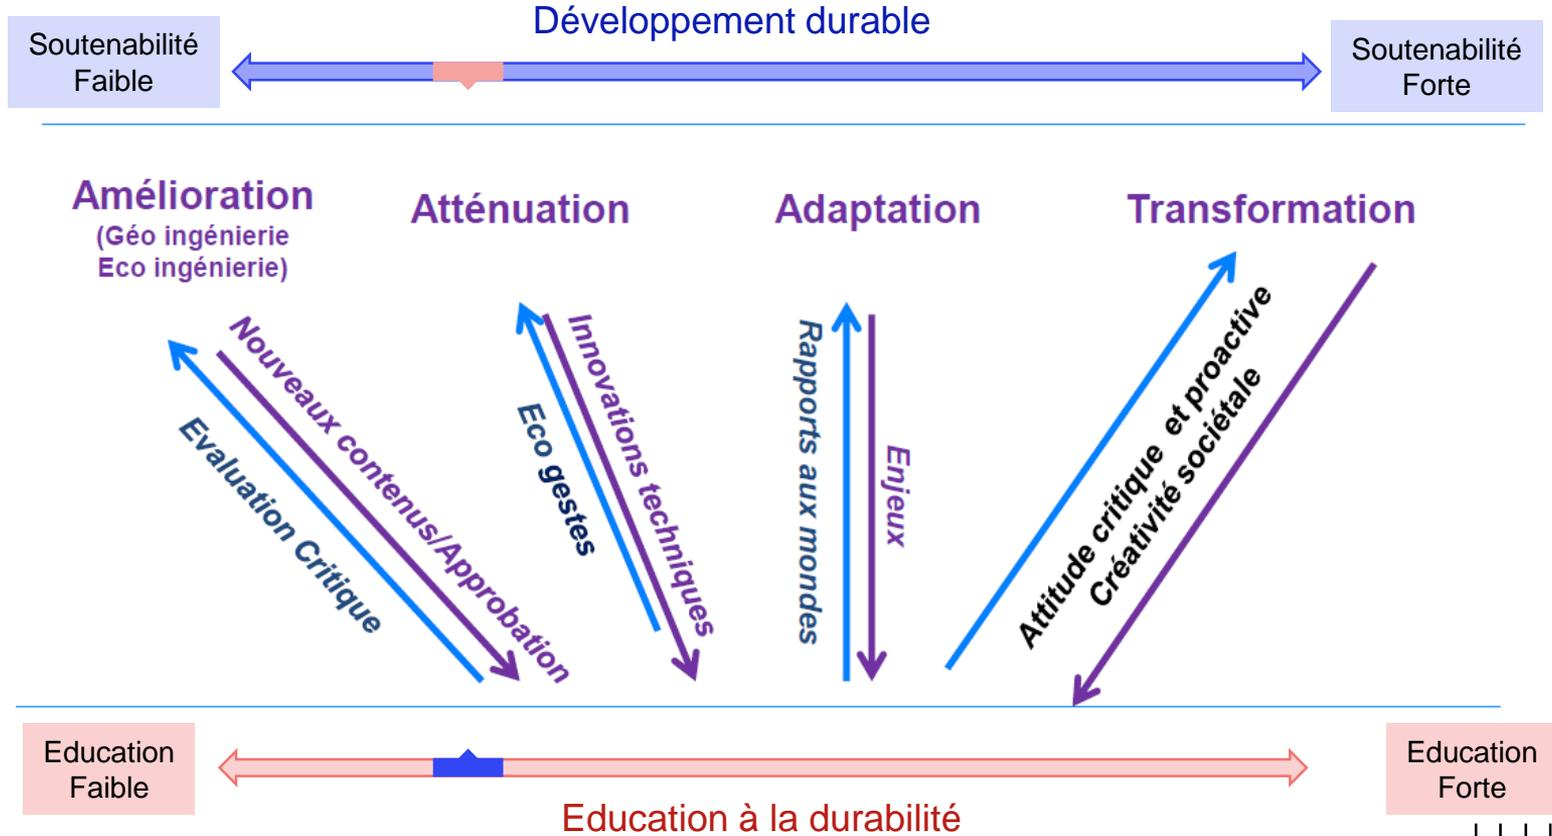 Développement durable
Soutenabilité
Faible
Soutenabilité
Forte
Amélioration
(Géo ingénierie
Eco ingénierie)
Atténuation
Adaptation
Transformation
Nouveaux contenus/Approbation
Evaluation Critique
Innovations techniques
Eco gestes
Rapports aux mondes
Enjeux
Attitude critique et proactive
Créativité sociétale
Education
Faible
Education
Forte
Education à la durabilité